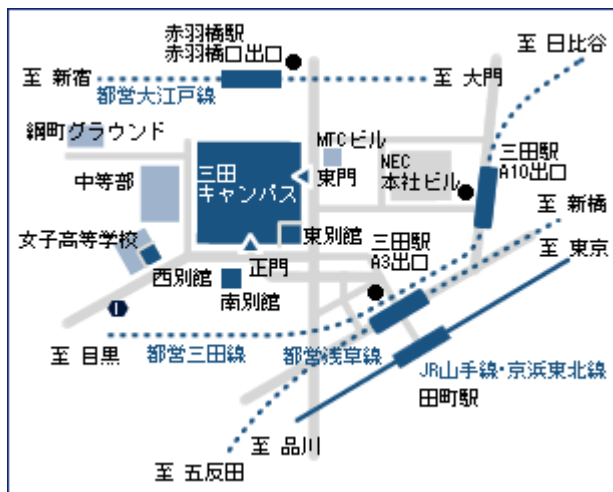 赤羽橋駅
赤羽橋口出口
至 日比谷
至 新宿
至 大門
都営大江戸線
綱町グラウンド
MTCビル
NEC
本社ビル
三田駅
A10出口
中等部
三田
キャンパス
東門
至 新橋
女子高等学校
東別館
三田駅
A3出口
至 東京
西別館
正門
南別館
至 目黒
都営三田線
都営浅草線
JR山手線・京浜東北線
田町駅
至 品川
至 五反田